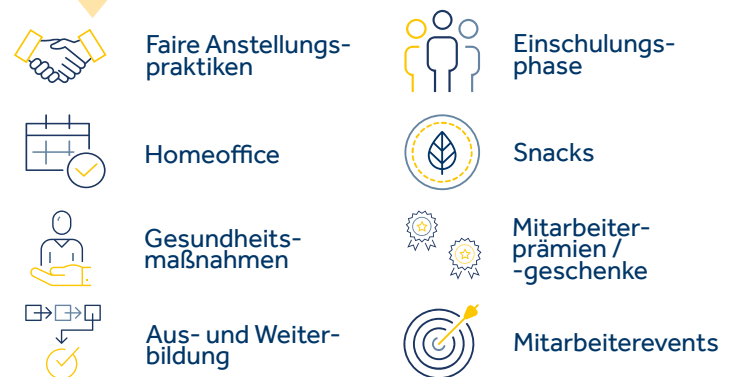 Faire Anstellungs-
praktiken
Einschulungs-
phase
Homeoffice
Snacks
Gesundheits-
maßnahmen
Mitarbeiter-
prämien /
-geschenke
Aus- und Weiter-
bildung
Mitarbeiterevents